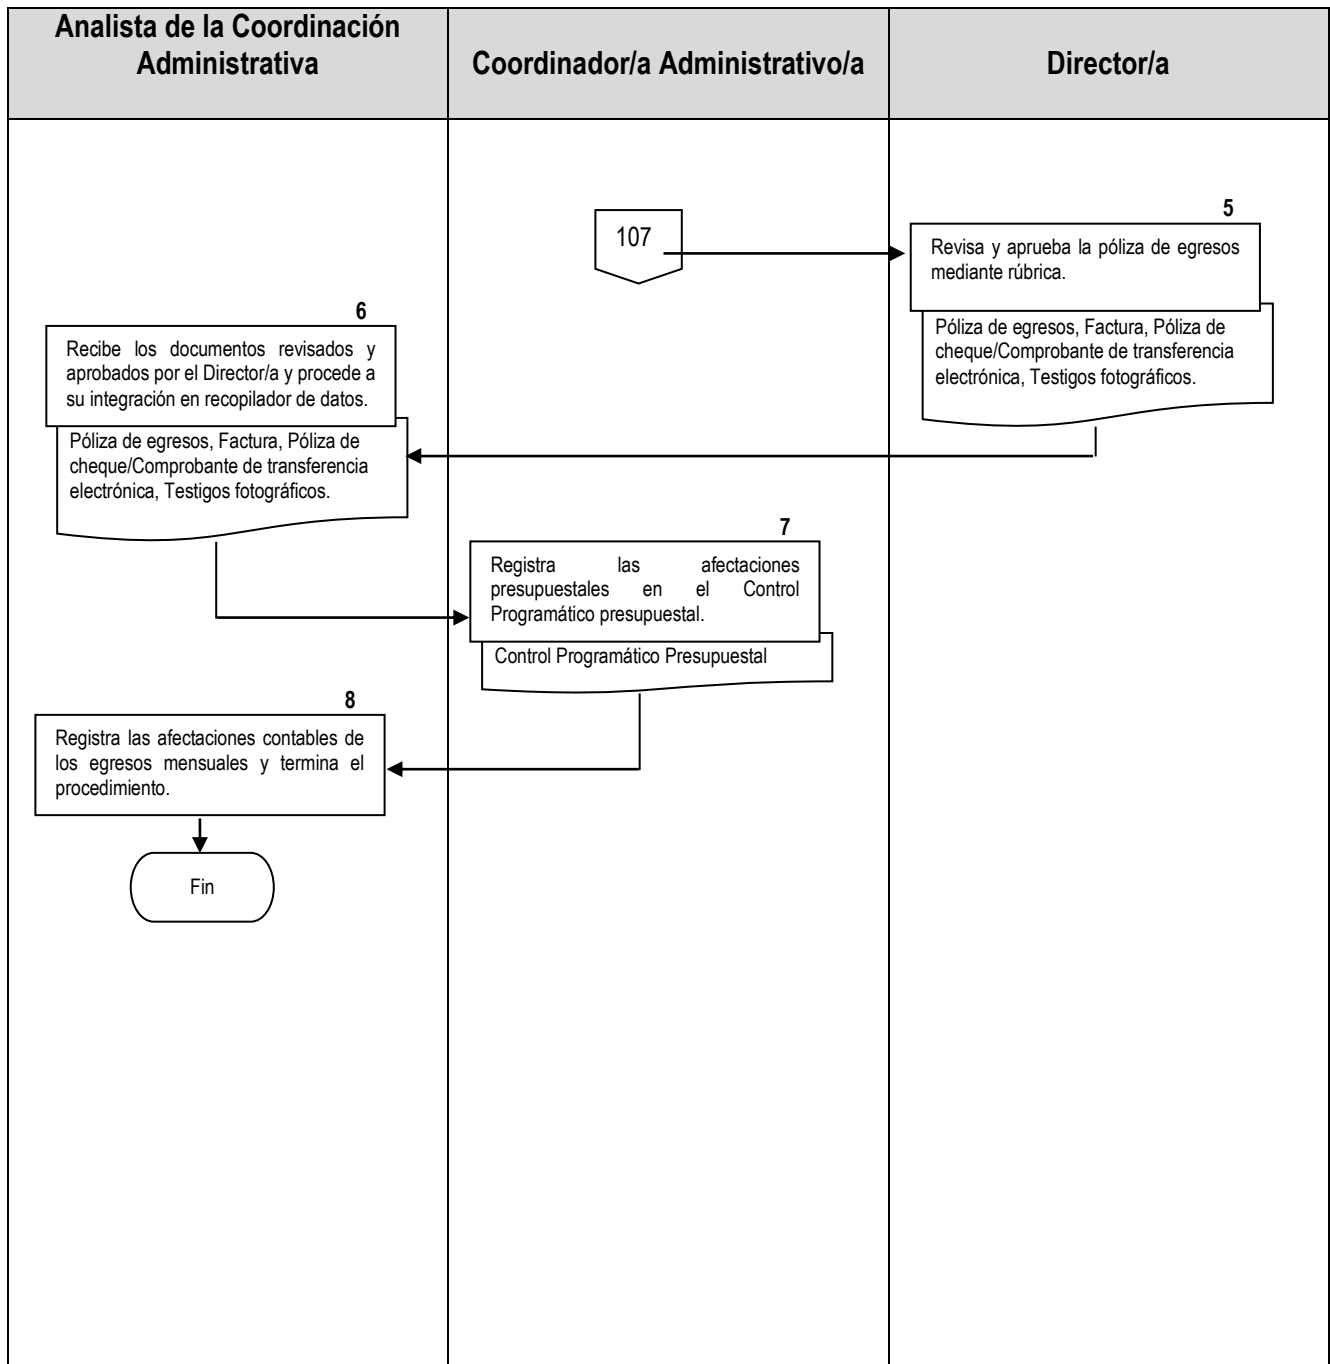 Analista de la Coordinación
Administrativa
Coordinador/a Administrativo/a
Director/a
107
5
Revisa y aprueba la póliza de egresos
mediante rúbrica.
Póliza de egresos, Factura, Póliza de
cheque/Comprobante de transferencia
electrónica, Testigos fotográficos.
6
Recibe los documentos revisados y
aprobados por el Director/a y procede a
su integración en recopilador de datos.
Póliza de egresos, Factura, Póliza de
cheque/Comprobante de transferencia
electrónica, Testigos fotográficos.
7
Registra las afectaciones
presupuestales en el Control
Programático presupuestal.
Control Programático Presupuestal
8
Registra las afectaciones contables de
los egresos mensuales y termina el
procedimiento.
Fin